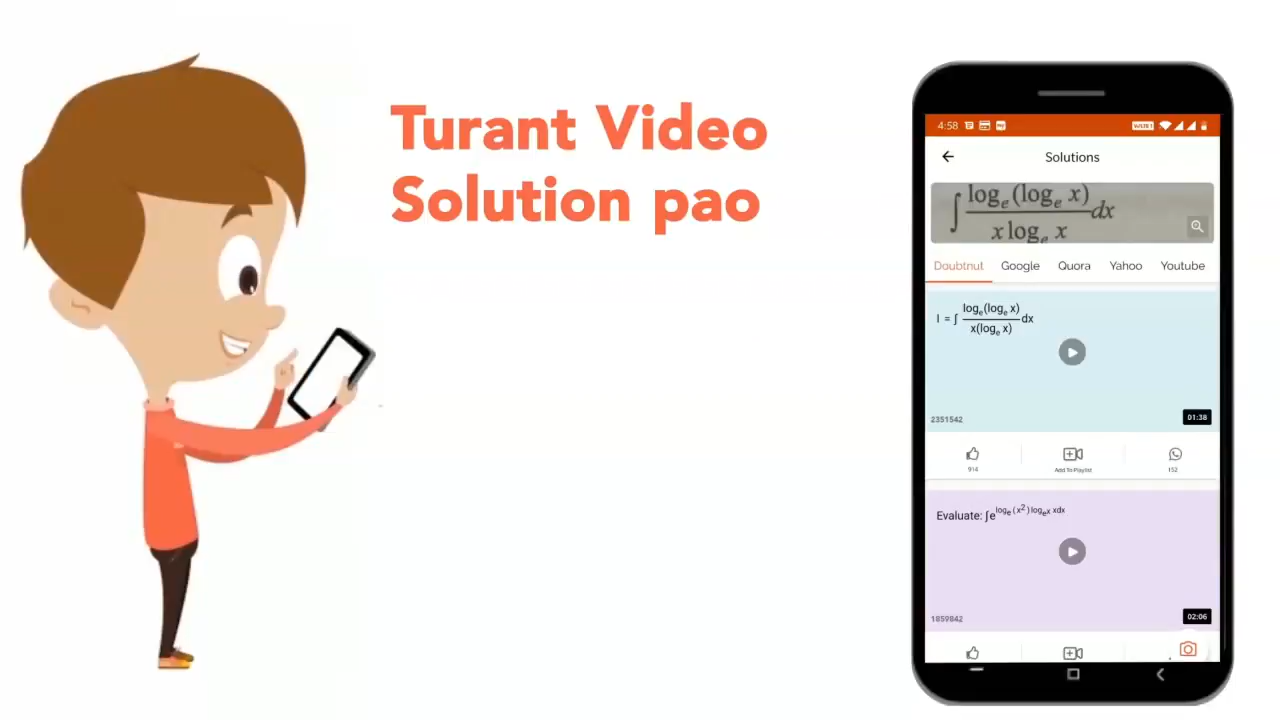 Turant Video
Solution pao
4:58
Solutions
∫ logₑ(logₑ x) / x logₑ x dx
Doubtnut Google Quora Yahoo Youtube
I = ∫ logₑ(logₑ x) / x(logₑ x) dx
2351542
01:38
914
Add To Playlist
152
Evaluate: ∫e^logₑ(x²)logₑx xdx
1859842
02:06